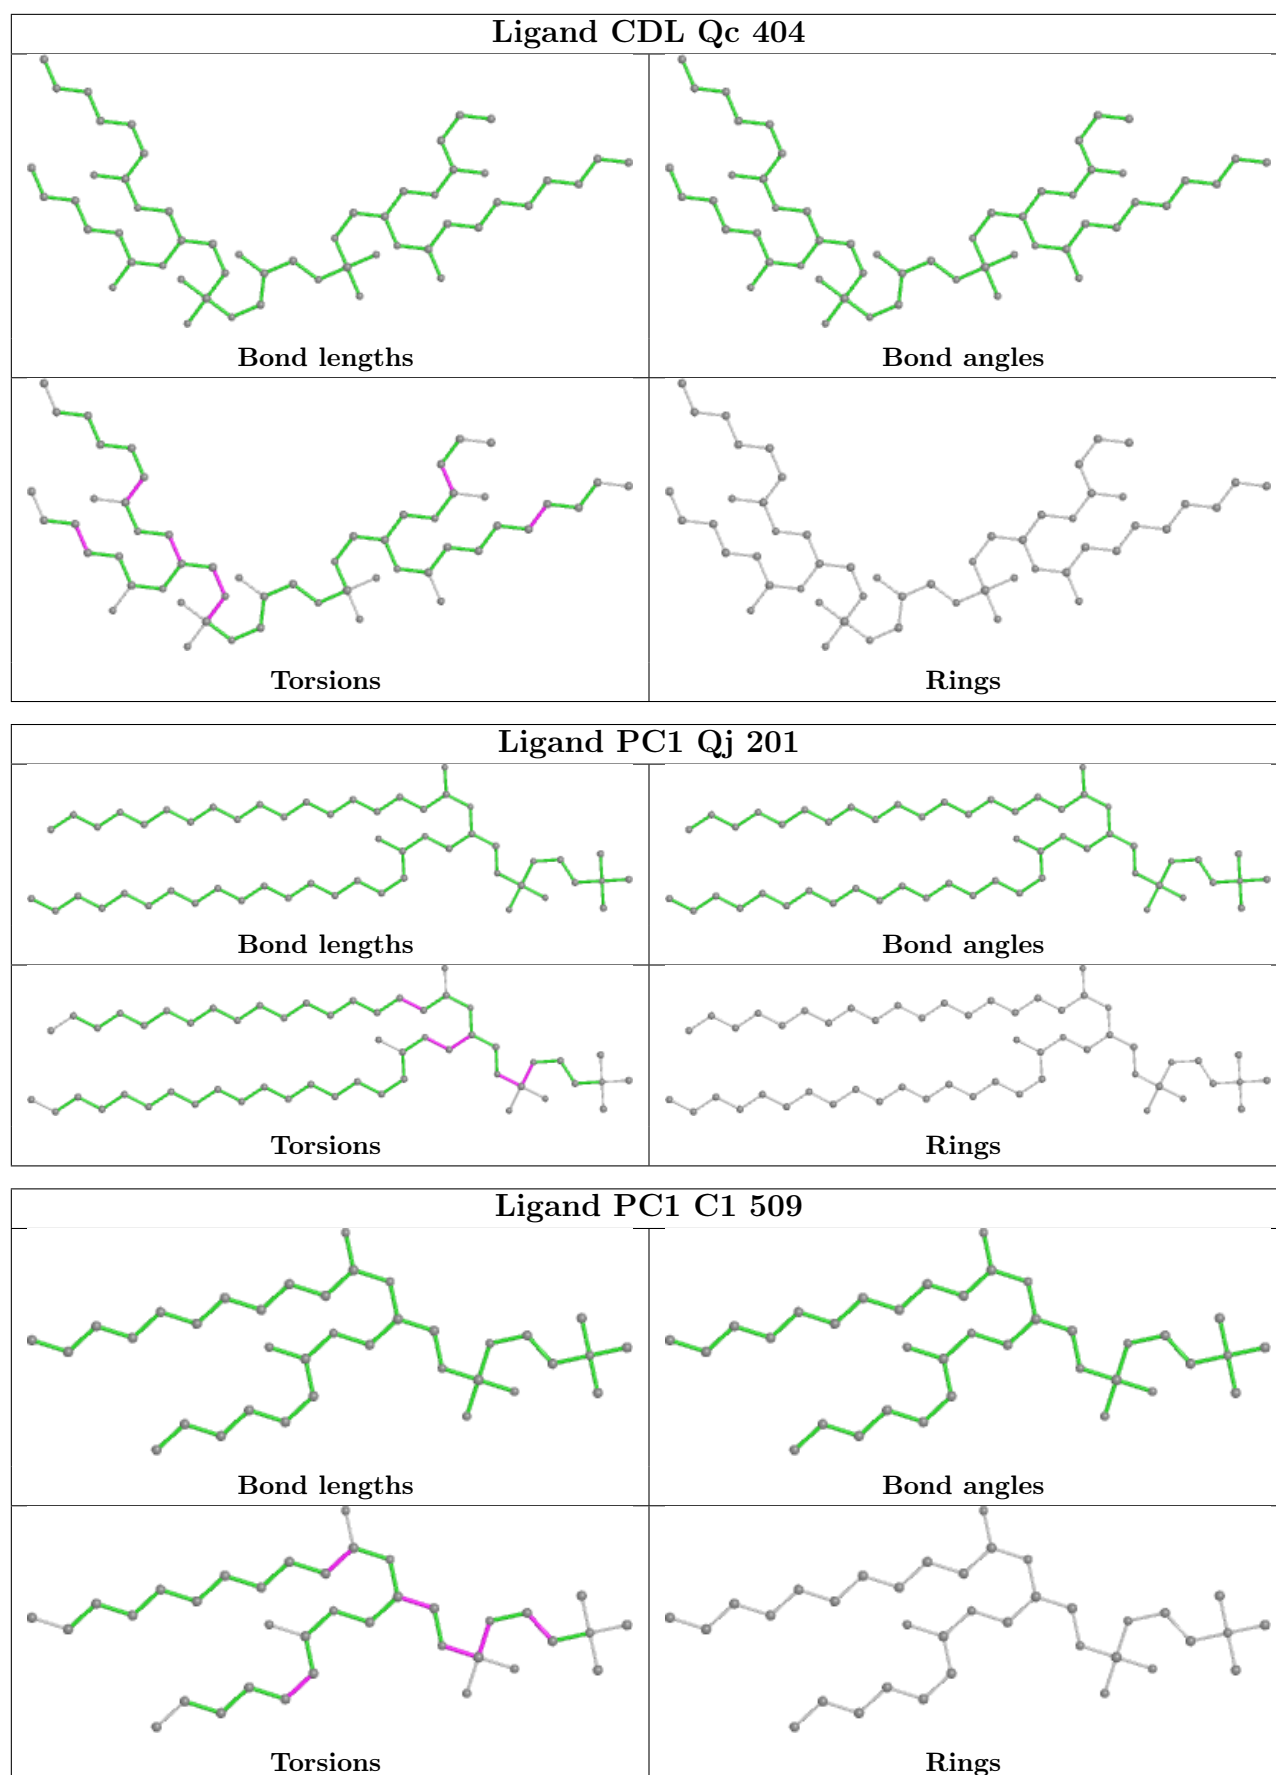 Ligand CDL Qc 404
Bond lengths
Bond angles
Torsions
Rings
Ligand PC1 Qj 201
Bond lengths
Bond angles
Torsions
Rings
Ligand PC1 C1 509
Bond lengths
Bond angles
Torsions
Rings